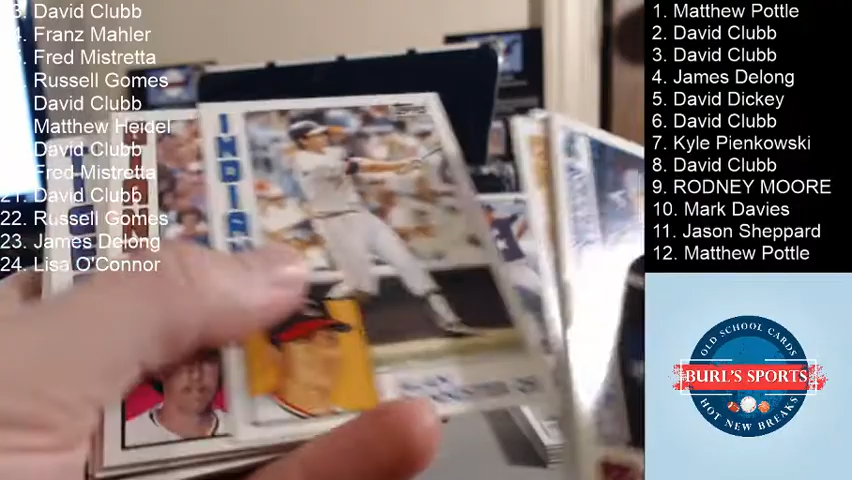 David Clubb
Franz Mahler
Fred Mistretta
Russell Gomes
David Clubb
Matthew Heidel
David Clubb
Fred Mistretta
21. David Clubb
22. Russell Gomes
23. James Delong
24. Lisa O'Connor
1. Matthew Pottle
2. David Clubb
3. David Clubb
4. James Delong
5. David Dickey
6. David Clubb
7. Kyle Pienkowski
8. David Clubb
9. RODNEY MOORE
10. Mark Davies
11. Jason Sheppard
12. Matthew Pottle
OLD SCHOOL CARDS
BURL'S SPORTS
HOT NEW BREAKS